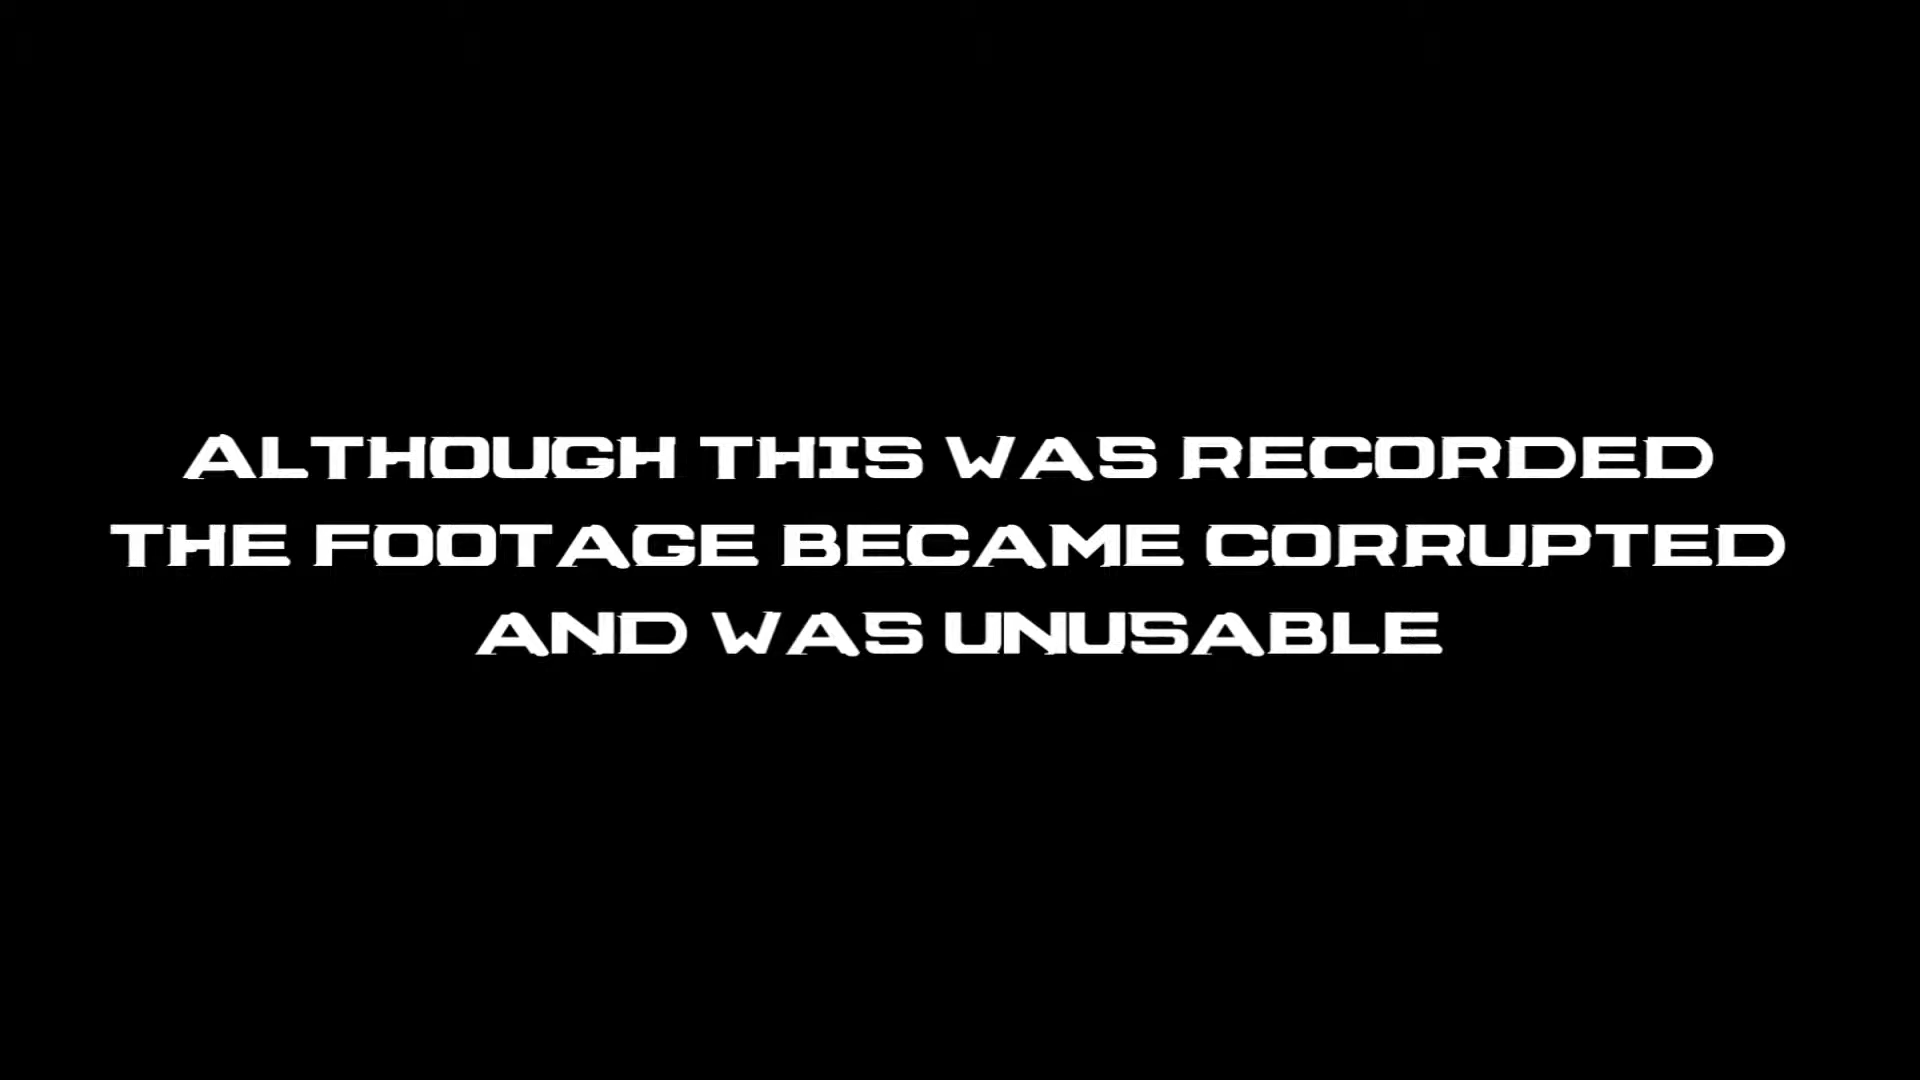 ALTHOUGH THIS WAS RECORDED
THE FOOTAGE BECAME CORRUPTED
AND WAS UNUSABLE